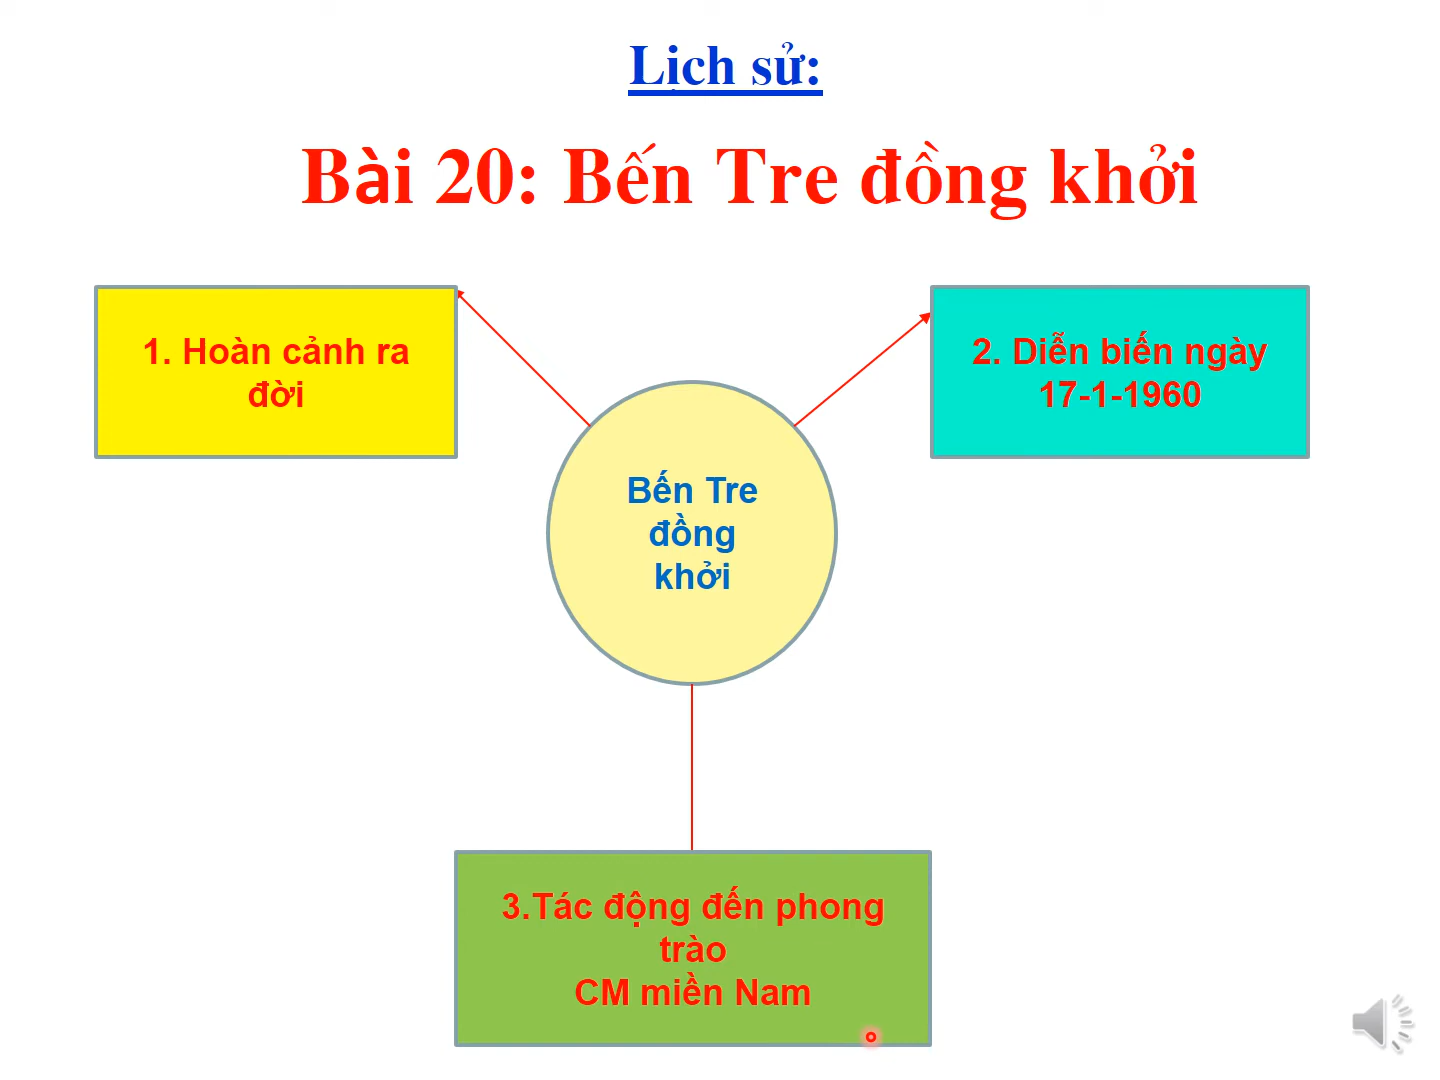 Lịch sử:
Bài 20: Bến Tre đồng khởi
1. Hoàn cảnh ra
đời
2. Diễn biến ngày
17-1-1960
Bến Tre
đồng
khởi
3.Tác động đến phong
trào
CM miền Nam